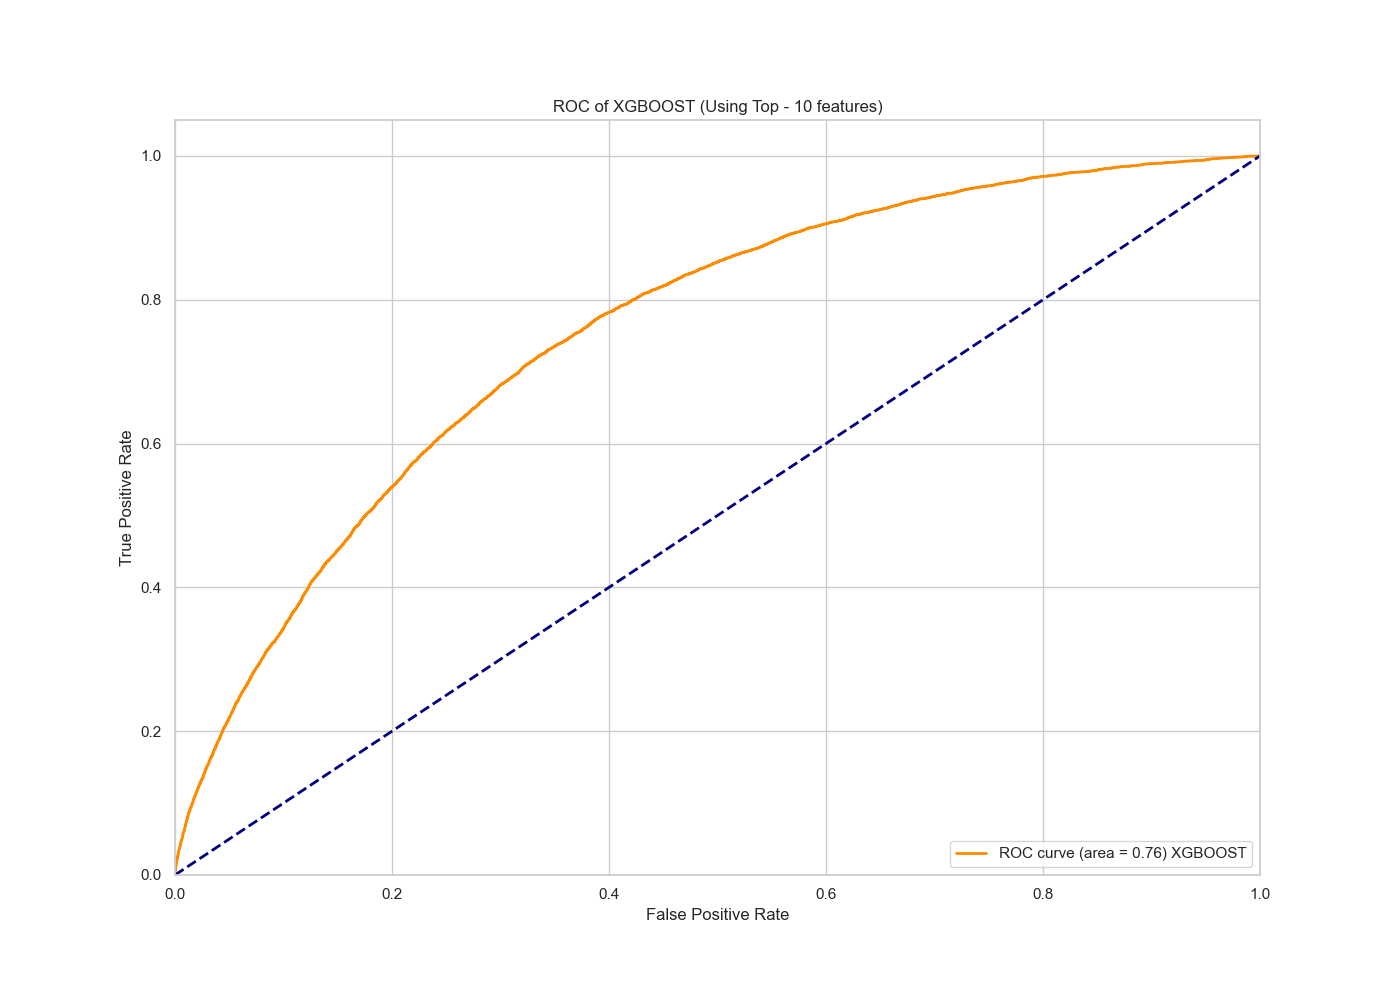 ROC of XGBOOST (Using Top - 10 features)
1.0
0.8
0.6
0.4
0.2
0.0
True Positive Rate
ROC curve (area = 0.76) XGBOOST
0.0 0.2 0.4 0.6 0.8 1.0
False Positive Rate